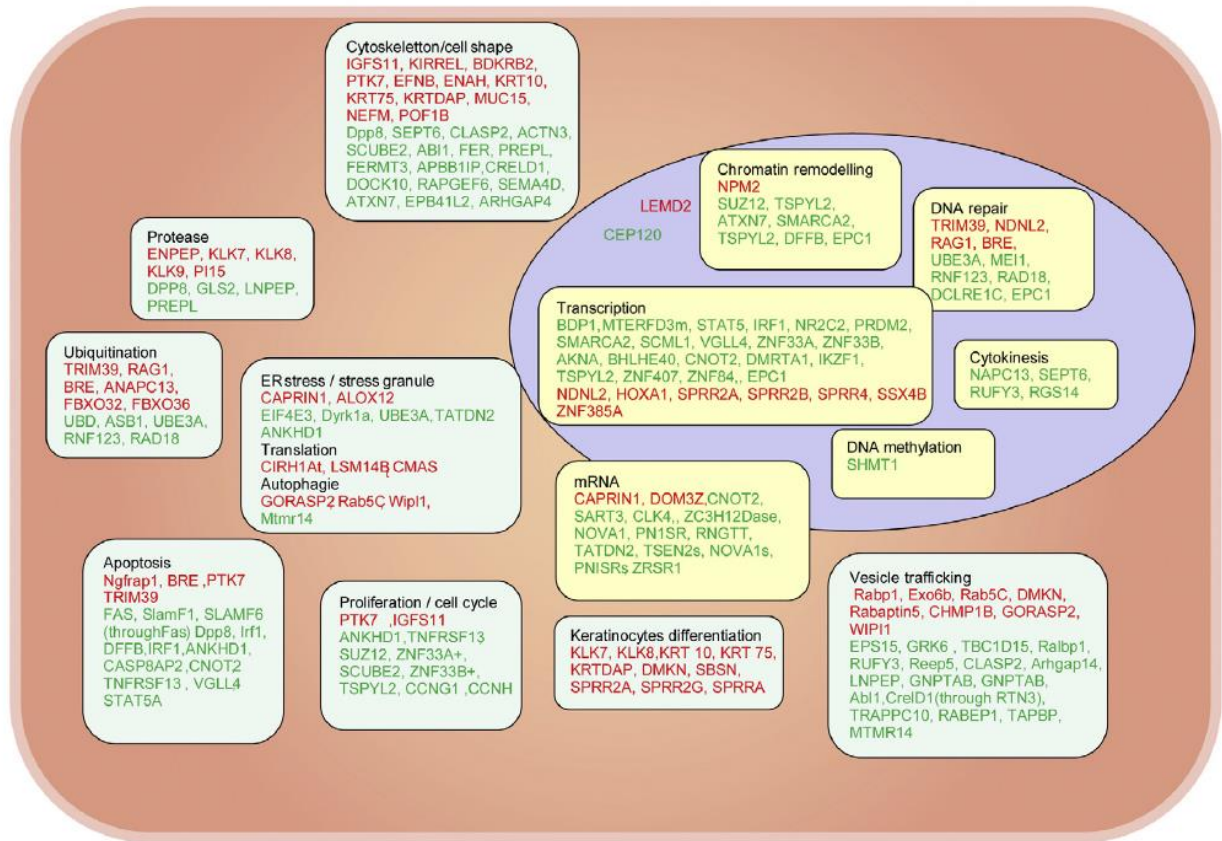 Cytoskeletton/cell shape
IGFS11, KIRREL, BDKRB2,
PTK7, EFNB, ENAH, KRT10,
KRT75, KRTDAP, MUC15,
NEFM, POF1B
Dpp8, SEPT6, CLASP2, ACTN3,
SCUBE2, ABI1, FER, PREPL,
FERMT3, APBB1IP,CRELD1,
DOCK10, RAPGEF6, SEMA4D,
ATXN7, EPB41L2, ARHGAP4
LEMD2
CEP120
Chromatin remodelling
NPM2
SUZ12, TSPYL2,
ATXN7, SMARCA2,
TSPYL2, DFFB, EPC1
DNA repair
TRIM39, NDNL2,
RAG1, BRE,
UBE3A, MEI1,
RNF123, RAD18,
DCLRE1C, EPC1
Protease
ENPEP, KLK7, KLK8,
KLK9, PI15
DPP8, GLS2, LNPEP,
PREPL
Transcription
BDP1,MTERFD3m, STAT5, IRF1, NR2C2, PRDM2,
SMARCA2, SCML1, VGLL4, ZNF33A, ZNF33B,
AKNA, BHLHE40, CNOT2, DMRTA1, IKZF1,
TSPYL2, ZNF407, ZNF84,, EPC1
NDNL2, HOXA1, SPRR2A, SPRR2B, SPRR4, SSX4B
ZNF385A
Ubiquitination
TRIM39, RAG1,
BRE, ANAPC13,
FBXO32, FBXO36
UBD, ASB1, UBE3A,
RNF123, RAD18
ER stress / stress granule
CAPRIN1, ALOX12
EIF4E3, Dyrk1a, UBE3A,TATDN2
ANKHD1
Translation
CIRH1At, LSM14B, CMAS
Autophagie
GORASP2, Rab5C, Wipl1,
Mtmr14
Cytokinesis
NAPC13, SEPT6,
RUFY3, RGS14
DNA methylation
SHMT1
mRNA
CAPRIN1, DOM3Z,CNOT2,
SART3, CLK4,, ZC3H12Dase,
NOVA1, PN1SR, RNGTT,
TATDN2, TSEN2s, NOVA1s,
PNISRs, ZRSR1
Apoptosis
Ngfrap1, BRE ,PTK7
TRIM39
FAS, SlamF1, SLAMF6
(throughFas) Dpp8, Irf1,
DFFB,IRF1,ANKHD1,
CASP8AP2 ,CNOT2
TNFRSF13 , VGLL4,
STAT5A
Proliferation / cell cycle
PTK7 ,IGFS11
ANKHD1,TNFRSF13
SUZ12, ZNF33A+,
SCUBE2, ZNF33B+,
TSPYL2, CCNG1 ,CCNH
Keratinocytes differentiation
KLK7, KLK8,KRT 10, KRT 75,
KRTDAP, DMKN, SBSN,
SPRR2A, SPRR2G, SPRRA
Vesicle trafficking
Rabp1, Exo6b, Rab5C, DMKN,
Rabaptin5, CHMP1B, GORASP2,
WIPI1
EPS15, GRK6 , TBC1D15, Ralbp1,
RUFY3, Reep5, CLASP2, Arhgap14,
LNPEP, GNPTAB, GNPTAB,
AbI1,CrelD1(through RTN3),
TRAPPC10, RABEP1, TAPBP,
MTMR14